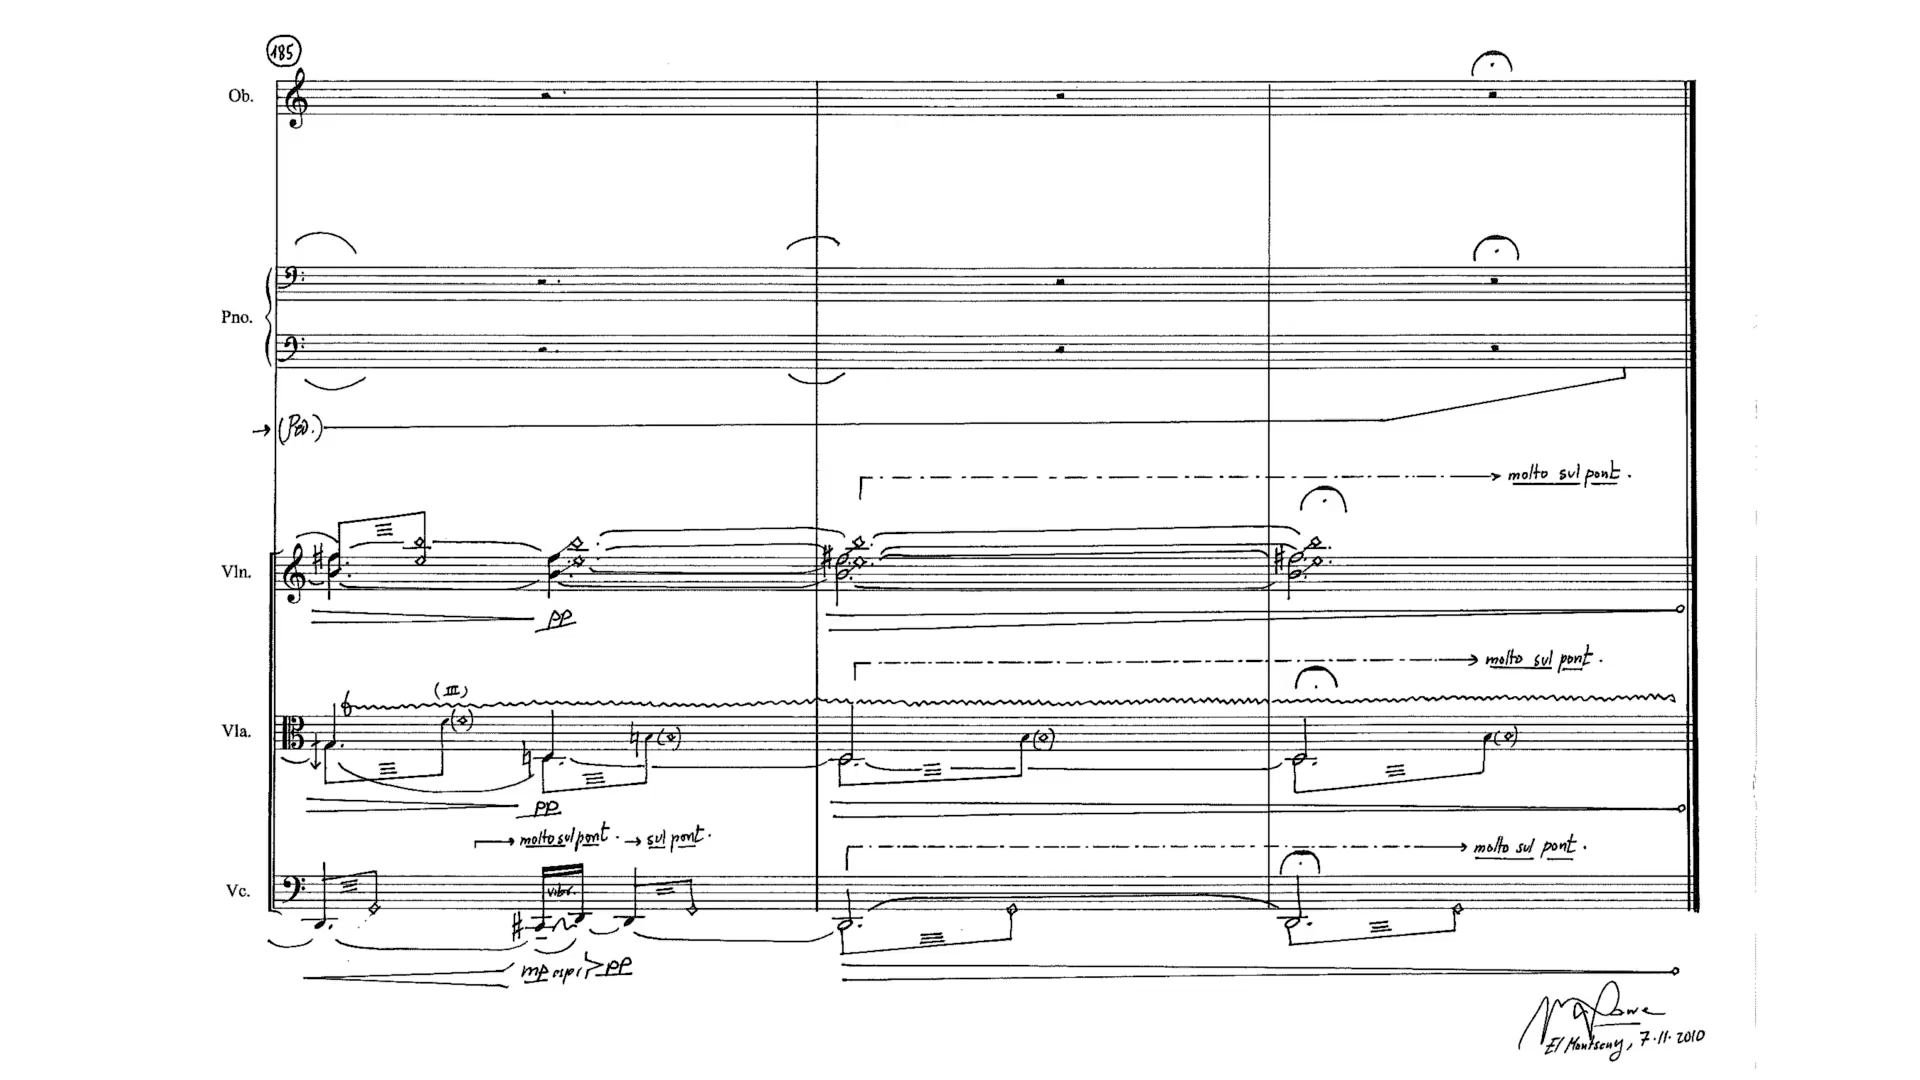 185
Ob.
Pno.
(Ped.)
molto sul pont.
Vln.
pp
molto sul pont.
(III)
Vla.
pp
molto sul pont. → sul pont.
molto sul pont.
Vc.
vibr.
mp espr. > pp
El Montseny, 7.11.2010